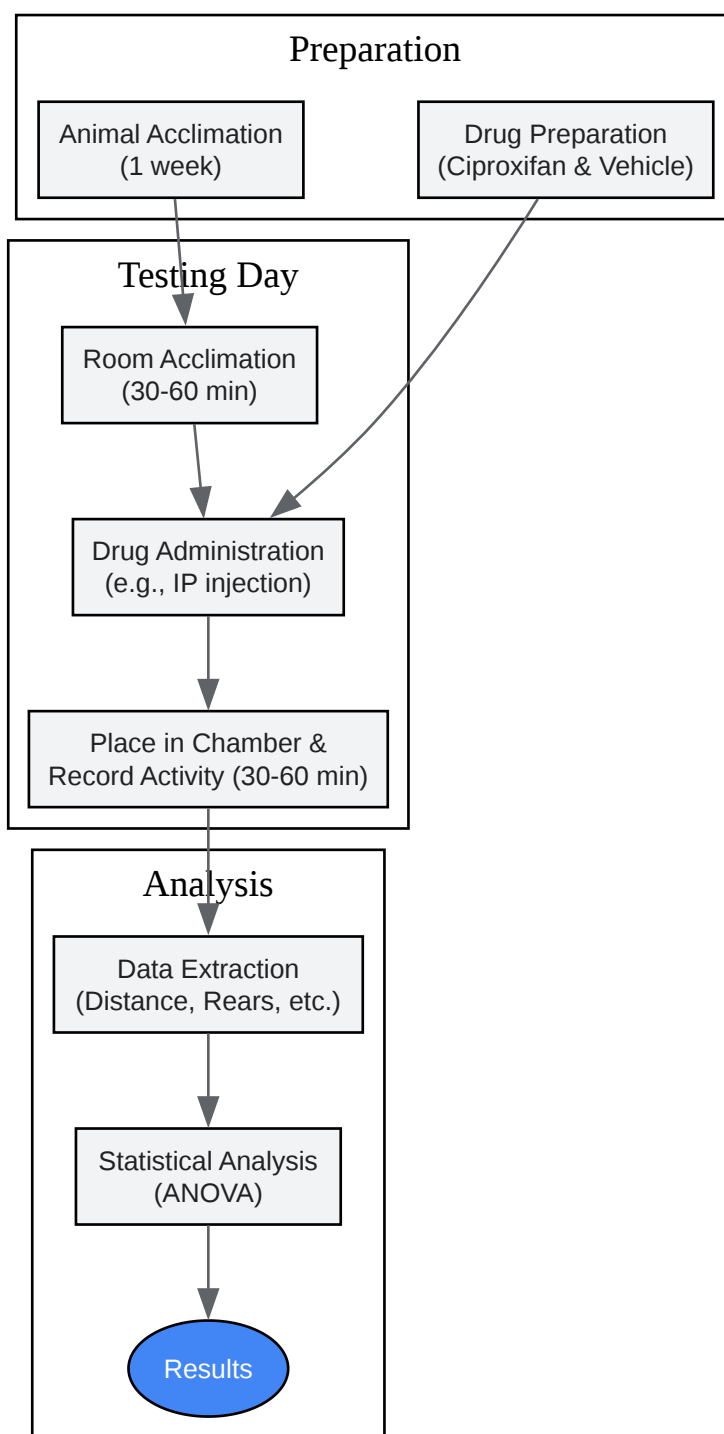 Preparation
Animal Acclimation
(1 week)
Drug Preparation
(Ciproxifan & Vehicle)
Testing Day
Room Acclimation
(30-60 min)
Drug Administration
(e.g., IP injection)
Place in Chamber &
Record Activity (30-60 min)
Analysis
Data Extraction
(Distance, Rears, etc.)
Statistical Analysis
(ANOVA)
Results